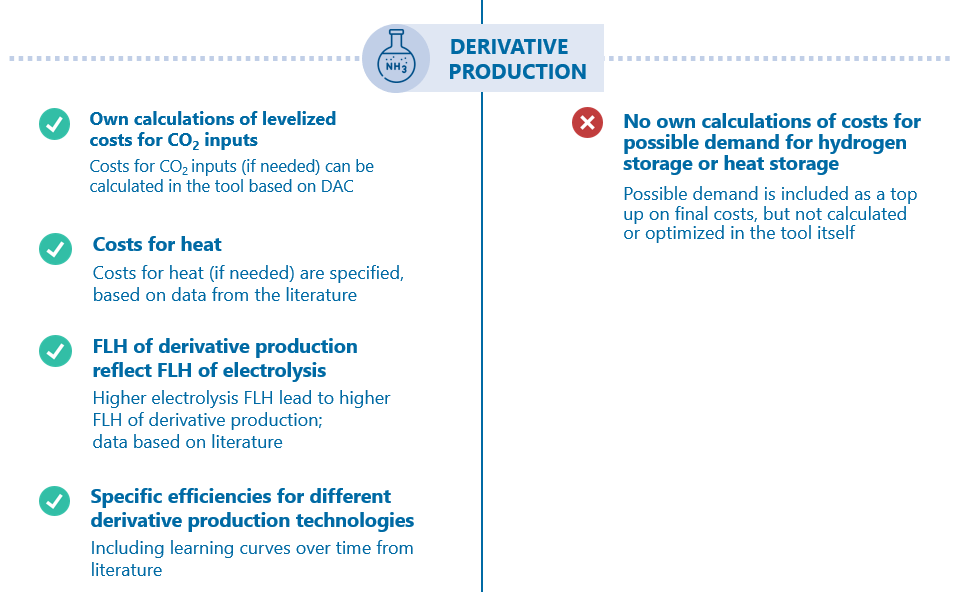 NH3
DERIVATIVE
PRODUCTION
Own calculations of levelized
costs for CO2 inputs
Costs for CO2 inputs (if needed) can be
calculated in the tool based on DAC
Costs for heat
Costs for heat (if needed) are specified,
based on data from the literature
FLH of derivative production
reflect FLH of electrolysis
Higher electrolysis FLH lead to higher
FLH of derivative production;
data based on literature
Specific efficiencies for different
derivative production technologies
Including learning curves over time from
literature
No own calculations of costs for
possible demand for hydrogen
storage or heat storage
Possible demand is included as a top
up on final costs, but not calculated
or optimized in the tool itself